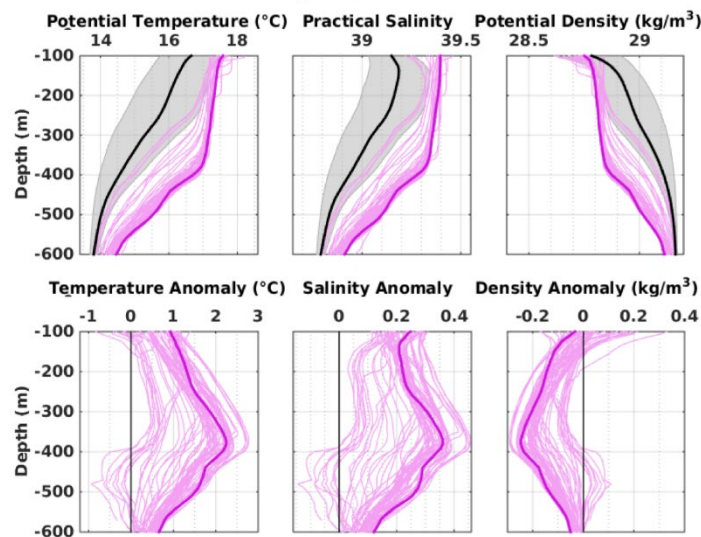 Potential Temperature (°C) Practical Salinity Potential Density (kg/m³)
14 16 18 39 39.5 28.5 29
-100
-200
-300
-400
-500
-600
Depth (m)
Temperature Anomaly (°C) Salinity Anomaly Density Anomaly (kg/m³)
-1 0 1 2 3 0 0.2 0.4 -0.2 0 0.2 0.4
-100
-200
-300
-400
-500
-600
Depth (m)